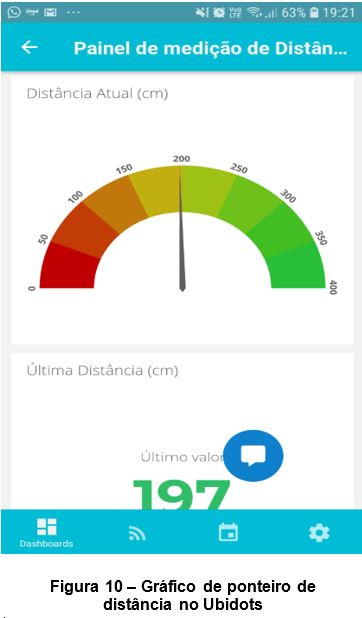 63% 19:21
Painel de medição de Distân...
Distância Atual (cm)
0
50
100
150
200
250
300
350
400
Última Distância (cm)
Último valor
197
Dashboards
Figura 10 – Gráfico de ponteiro de
distância no Ubidots